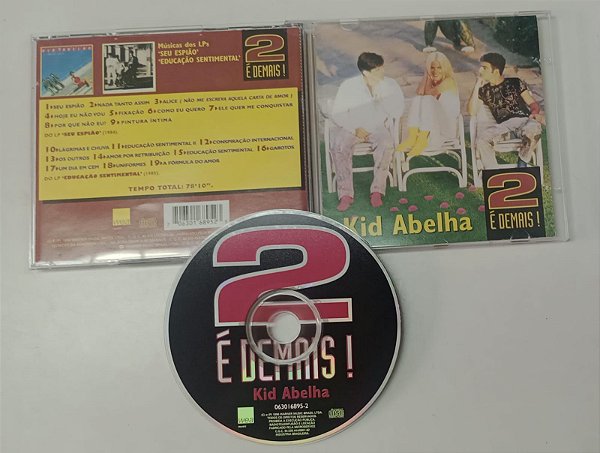 Músicas dos LPs
'SEU ESPIÃO'
'EDUCAÇÃO SENTIMENTAL'
2
É DEMAIS!
1-SEU ESPIÃO 2-NADA TANTO ASSIM 3-ALICE ( NÃO ME ESCREVA AQUELA CARTA DE AMOR )
4-HOJE EU NÃO VOU 5-FIXAÇÃO 6-COMO EU QUERO 7-ELE QUER ME CONQUISTAR
8-POR QUE NÃO EU? 9-PINTURA ÍNTIMA
DO LP 'SEU ESPIÃO' (1984)
10-LÁGRIMAS E CHUVA 11-EDUCAÇÃO SENTIMENTAL II 12-CONSPIRAÇÃO INTERNACIONAL
13-OS OUTROS 14-AMOR POR RETRIBUIÇÃO 15-EDUCAÇÃO SENTIMENTAL 16-GAROTOS
17-UM DIA EM CEM 18-UNIFORMES 19-A FÓRMULA DO AMOR
DO LP 'EDUCAÇÃO SENTIMENTAL' (1985)
TEMPO TOTAL: 78'10"
Kid Abelha
2
É DEMAIS!
2
É DEMAIS!
Kid Abelha
063016895-2